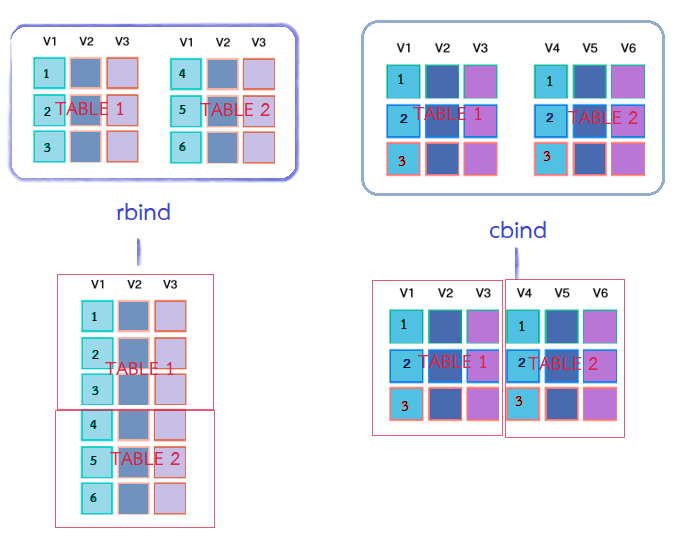 V1 V2 V3 V1 V2 V3
1 4
2 TABLE 1 5 TABLE 2
3 6
rbind
V1 V2 V3
1
2
TABLE 1
3
4
5 TABLE 2
6
V1 V2 V3 V4 V5 V6
1 1
2 TABLE 1 2 TABLE 2
3 3
cbind
V1 V2 V3 V4 V5 V6
1 1
2 TABLE 1 2 TABLE 2
3 3